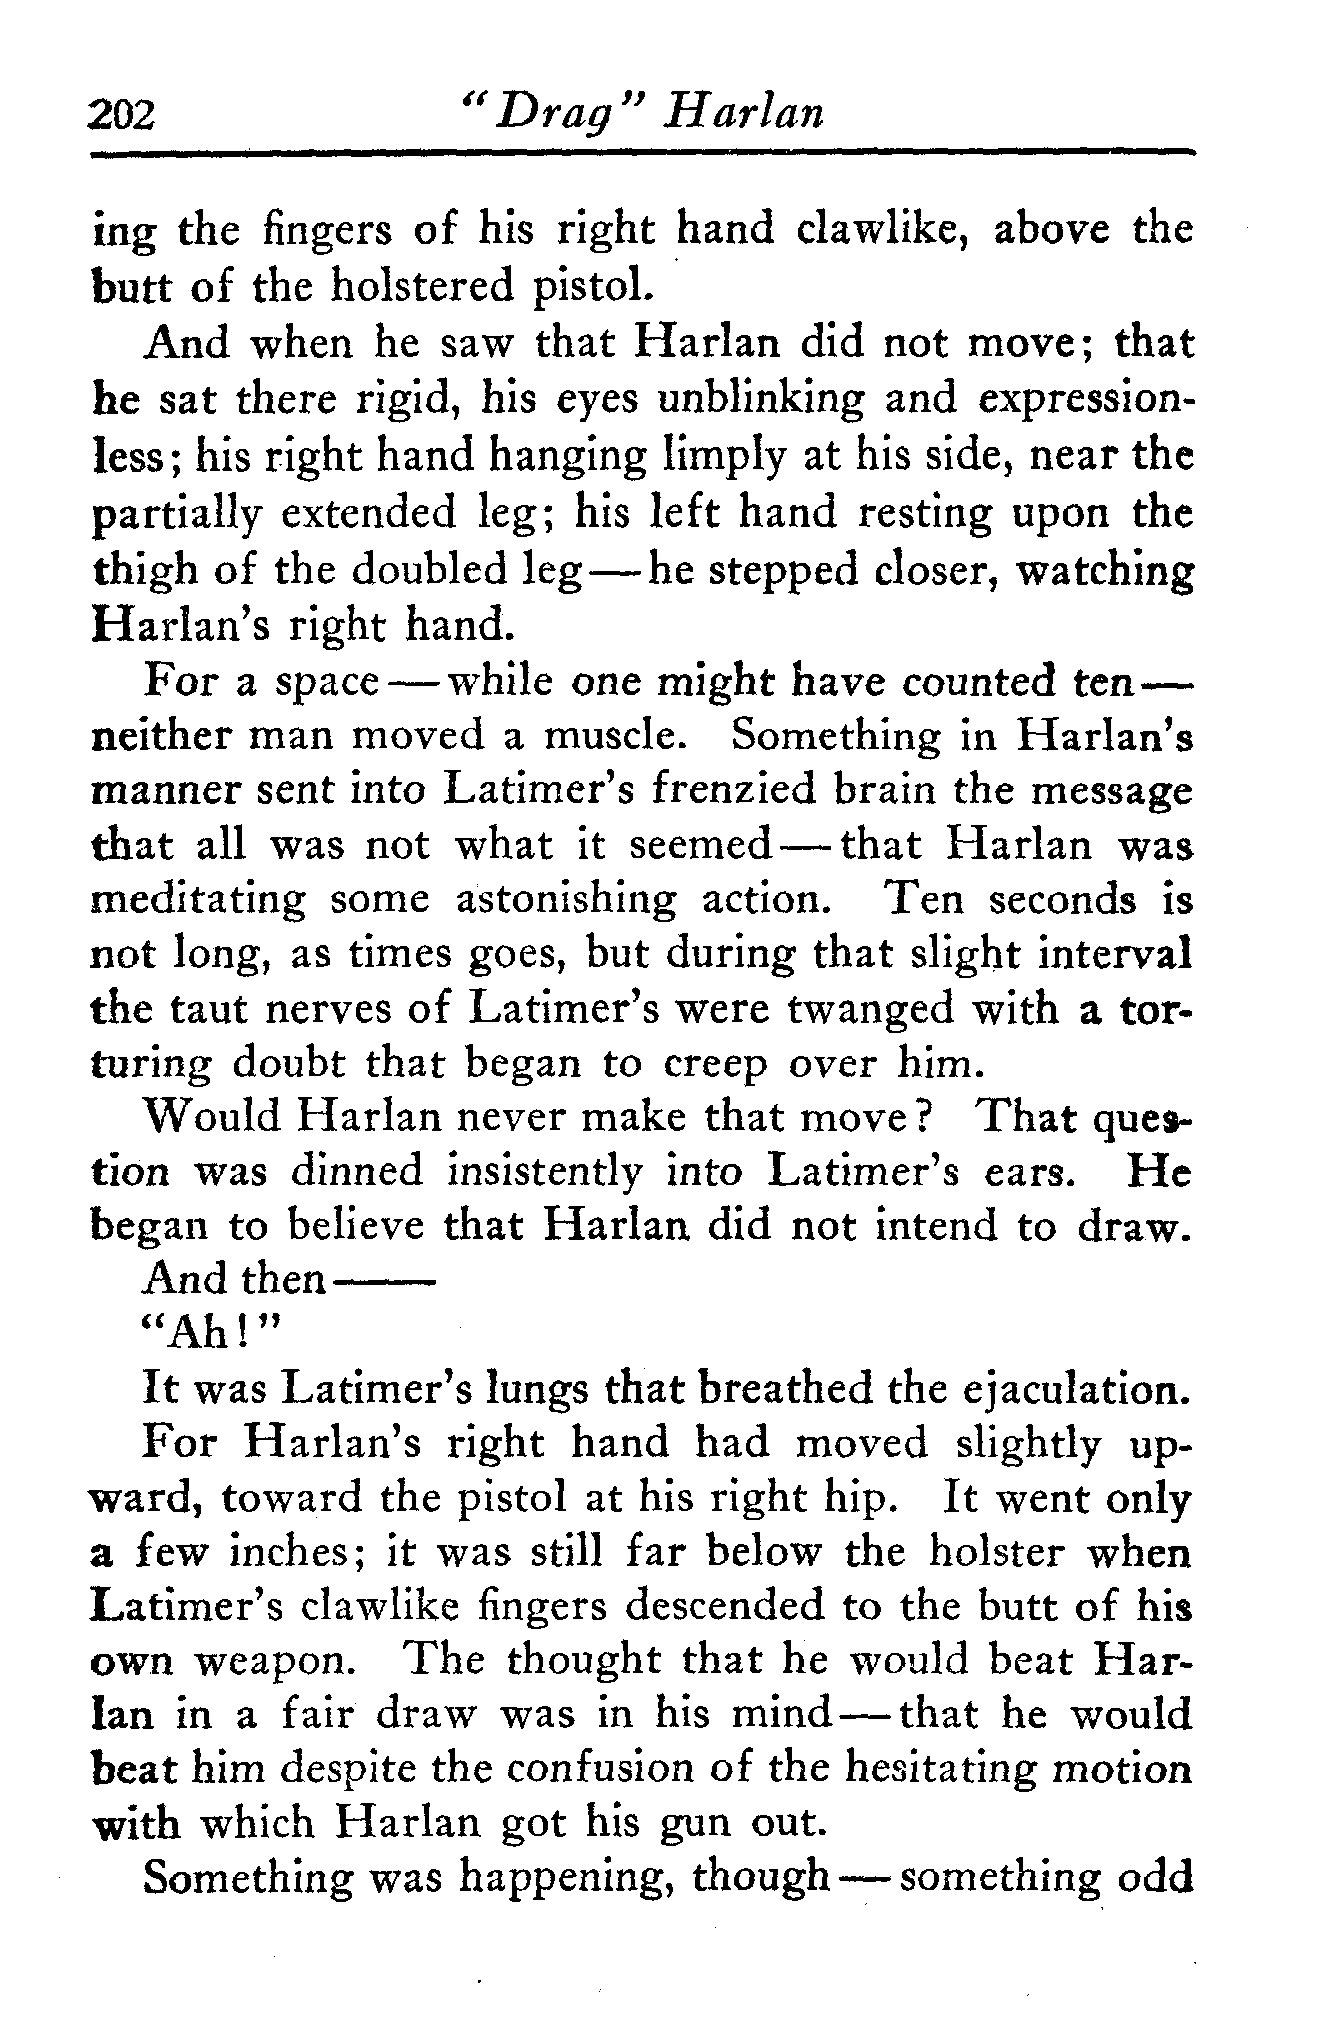 202 “Drag” Harlan
ing the fingers of his right hand clawlike, above the
butt of the holstered pistol.
And when he saw that Harlan did not move; that
he sat there rigid, his eyes unblinking and expression-
less; his right hand hanging limply at his side, near the
partially extended leg; his left hand resting upon the
thigh of the doubled leg—he stepped closer, watching
Harlan's right hand.
For a space—while one might have counted ten—
neither man moved a muscle. Something in Harlan's
manner sent into Latimer's frenzied brain the message
that all was not what it seemed—that Harlan was
meditating some astonishing action. Ten seconds is
not long, as times goes, but during that slight interval
the taut nerves of Latimer's were twanged with a tor-
turing doubt that began to creep over him.
Would Harlan never make that move? That ques-
tion was dinned insistently into Latimer's ears. He
began to believe that Harlan did not intend to draw.
And then——
“Ah!”
It was Latimer's lungs that breathed the ejaculation.
For Harlan's right hand had moved slightly up-
ward, toward the pistol at his right hip. It went only
a few inches; it was still far below the holster when
Latimer's clawlike fingers descended to the butt of his
own weapon. The thought that he would beat Har-
lan in a fair draw was in his mind—that he would
beat him despite the confusion of the hesitating motion
with which Harlan got his gun out.
Something was happening, though—something odd